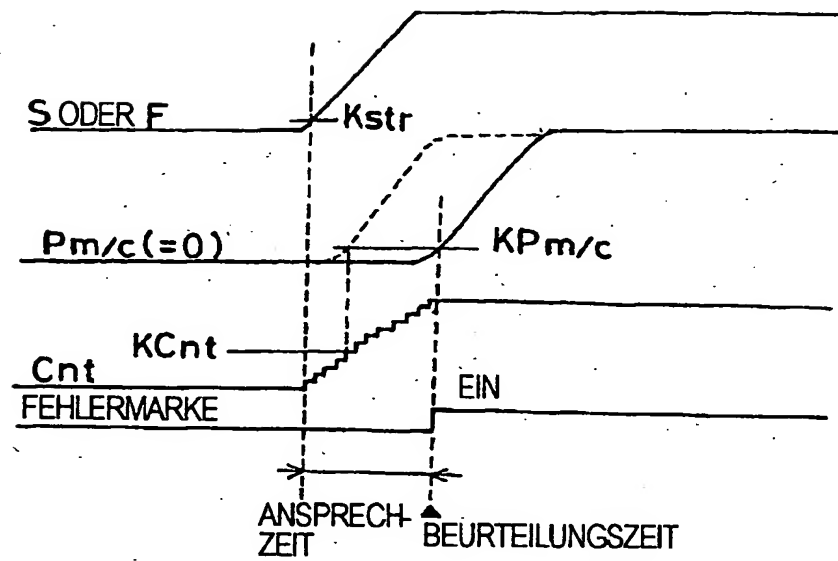 S ODER F
Kstr
Pm/c(=0)
KPm/c
KCnt
Cnt
EIN
FEHLERMARKE
ANSPRECH-
ZEIT
BEURTEILUNGSZEIT